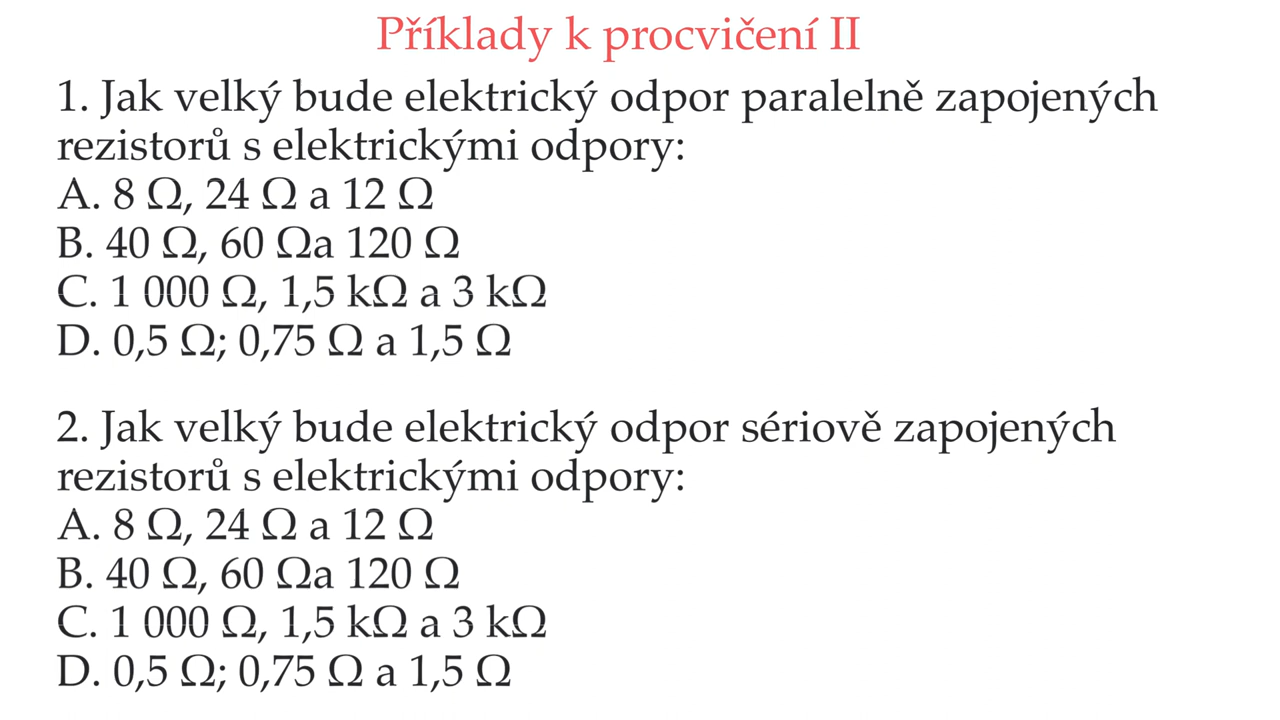 Příklady k procvičení II
1. Jak velký bude elektrický odpor paralelně zapojených
rezistorů s elektrickými odpory:
A. 8 Ω, 24 Ω a 12 Ω
B. 40 Ω, 60 Ωa 120 Ω
C. 1 000 Ω, 1,5 kΩ a 3 kΩ
D. 0,5 Ω; 0,75 Ω a 1,5 Ω
2. Jak velký bude elektrický odpor sériově zapojených
rezistorů s elektrickými odpory:
A. 8 Ω, 24 Ω a 12 Ω
B. 40 Ω, 60 Ωa 120 Ω
C. 1 000 Ω, 1,5 kΩ a 3 kΩ
D. 0,5 Ω; 0,75 Ω a 1,5 Ω